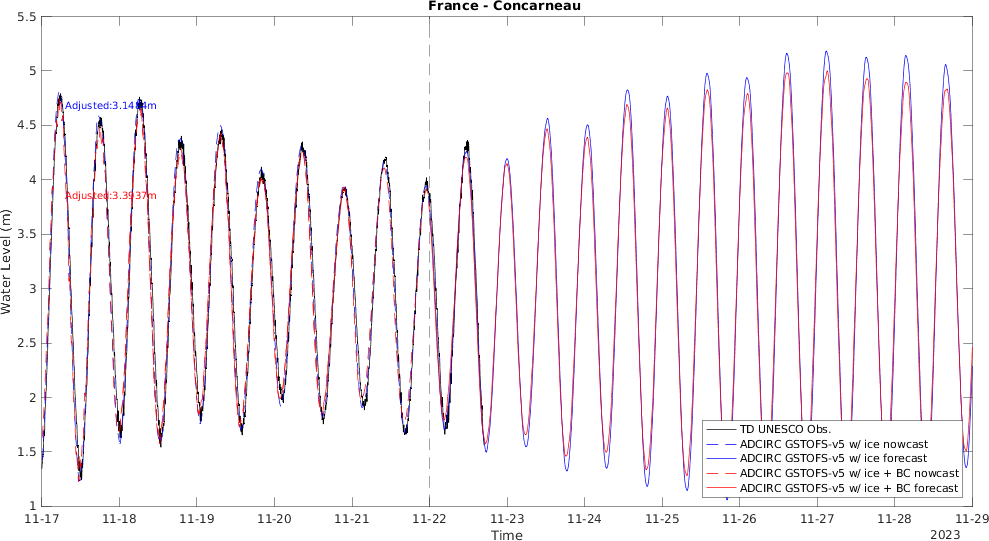 France - Concarneau
5.5
5
4.5
4
3.5
3
2.5
2
1.5
1
Water Level (m)
Adjusted:3.1484m
Adjusted:3.3937m
TD UNESCO Obs.
ADCIRC GSTOFS-v5 w/ ice nowcast
ADCIRC GSTOFS-v5 w/ ice forecast
ADCIRC GSTOFS-v5 w/ ice + BC nowcast
ADCIRC GSTOFS-v5 w/ ice + BC forecast
11-17 11-18 11-19 11-20 11-21 11-22 11-23 11-24 11-25 11-26 11-27 11-28 11-29
Time
2023